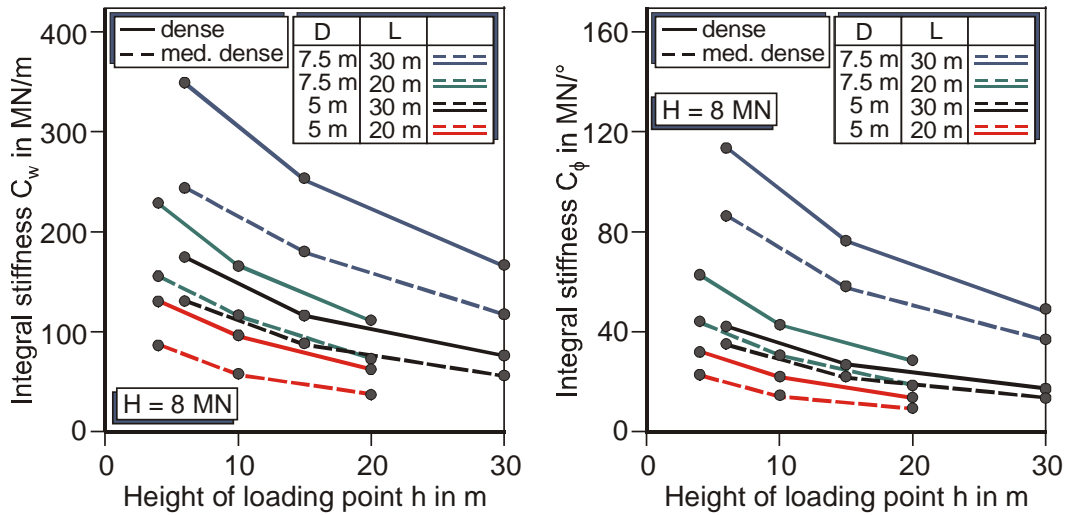 Integral stiffness C_w in MN/m
400
300
200
100
0
dense
med. dense
D L
7.5 m 30 m
7.5 m 20 m
5 m 30 m
5 m 20 m
H = 8 MN
0 10 20 30
Height of loading point h in m
Integral stiffness C_ϕ in MN/°
160
120
80
40
0
dense
med. dense
D L
7.5 m 30 m
7.5 m 20 m
5 m 30 m
5 m 20 m
H = 8 MN
0 10 20 30
Height of loading point h in m